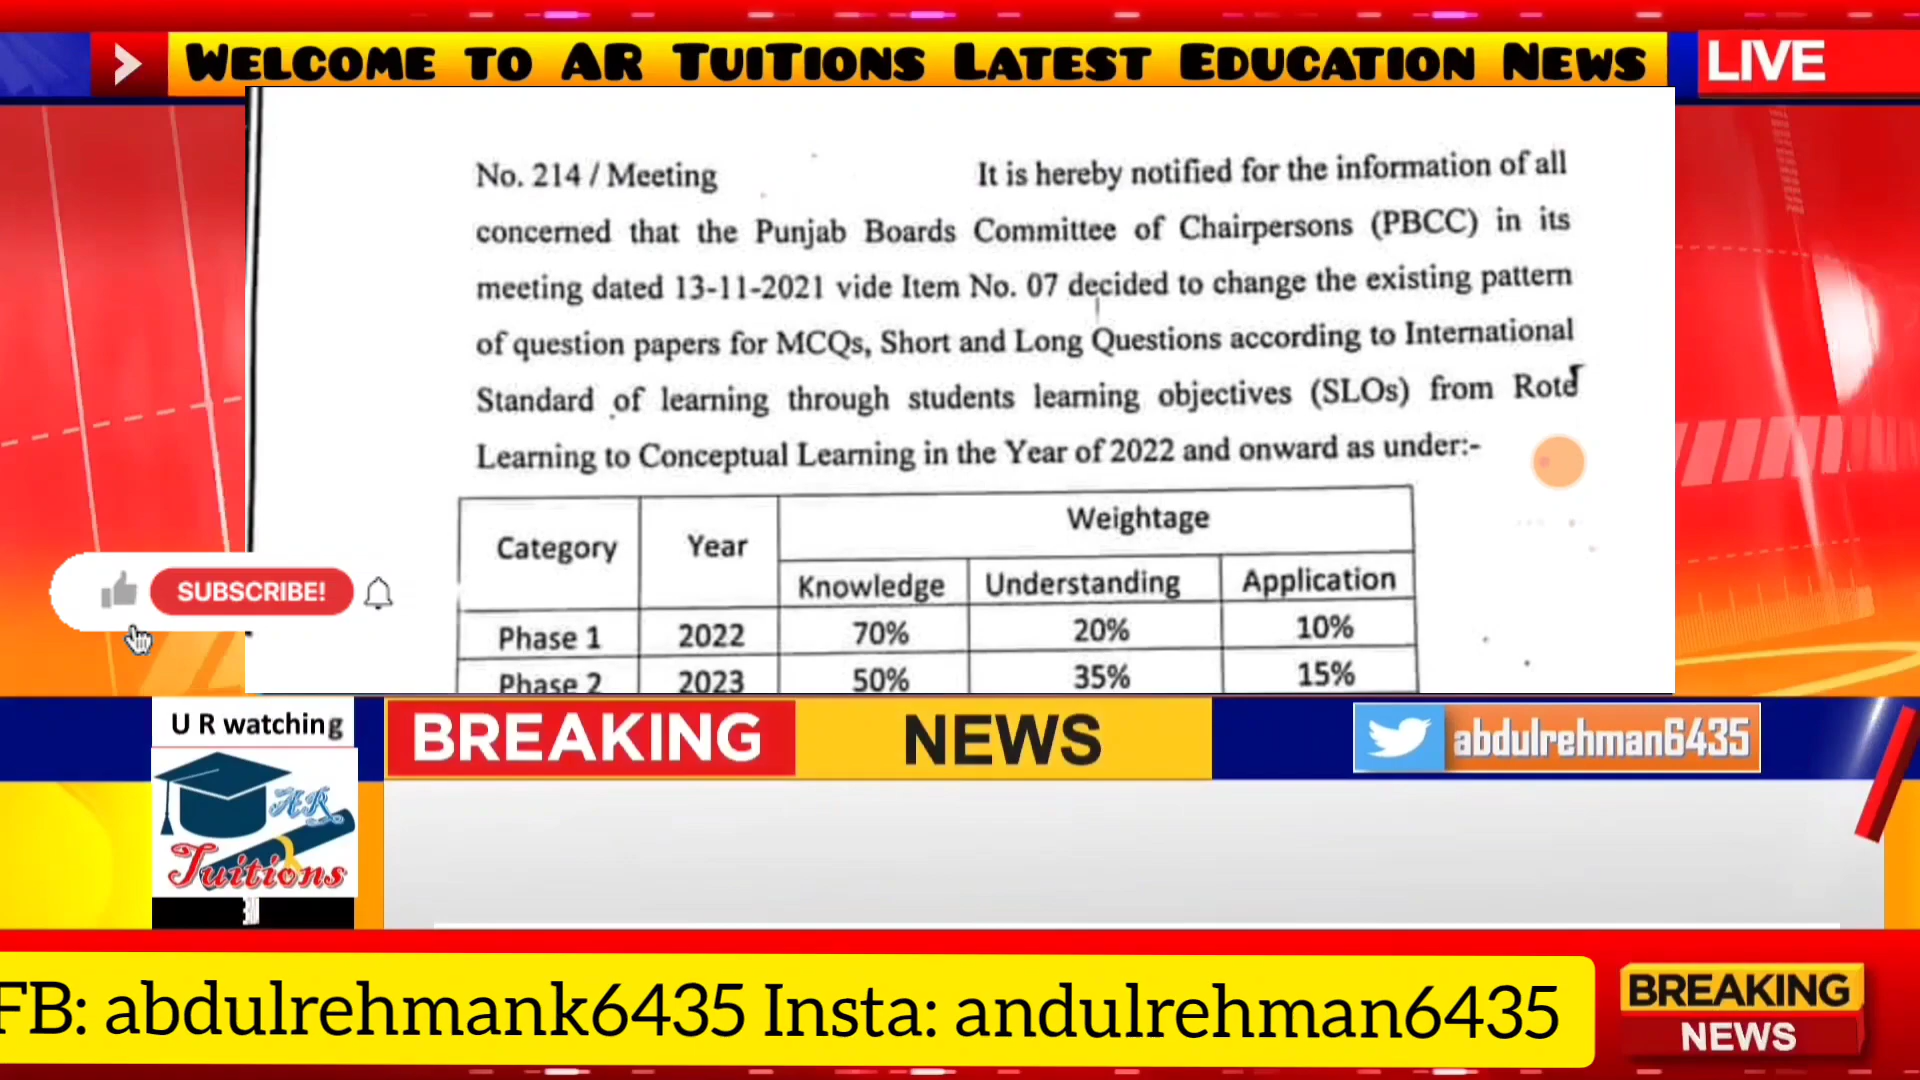 WELCOME TO AR TUITIONS LATEST EDUCATION NEWS
LIVE
No. 214 / Meeting It is hereby notified for the information of all
concerned that the Punjab Boards Committee of Chairpersons (PBCC) in its
meeting dated 13-11-2021 vide Item No. 07 decided to change the existing pattern
of question papers for MCQs, Short and Long Questions according to International
Standard of learning through students learning objectives (SLOs) from Rote
Learning to Conceptual Learning in the Year of 2022 and onward as under:-
Category Year Weightage
Knowledge Understanding Application
Phase 1 2022 70% 20% 10%
Phase 2 2023 50% 35% 15%
SUBSCRIBE!
U R watching
AR
Tuitions
BREAKING NEWS
abdulrehman6435
FB: abdulrehmank6435 Insta: andulrehman6435
BREAKING
NEWS